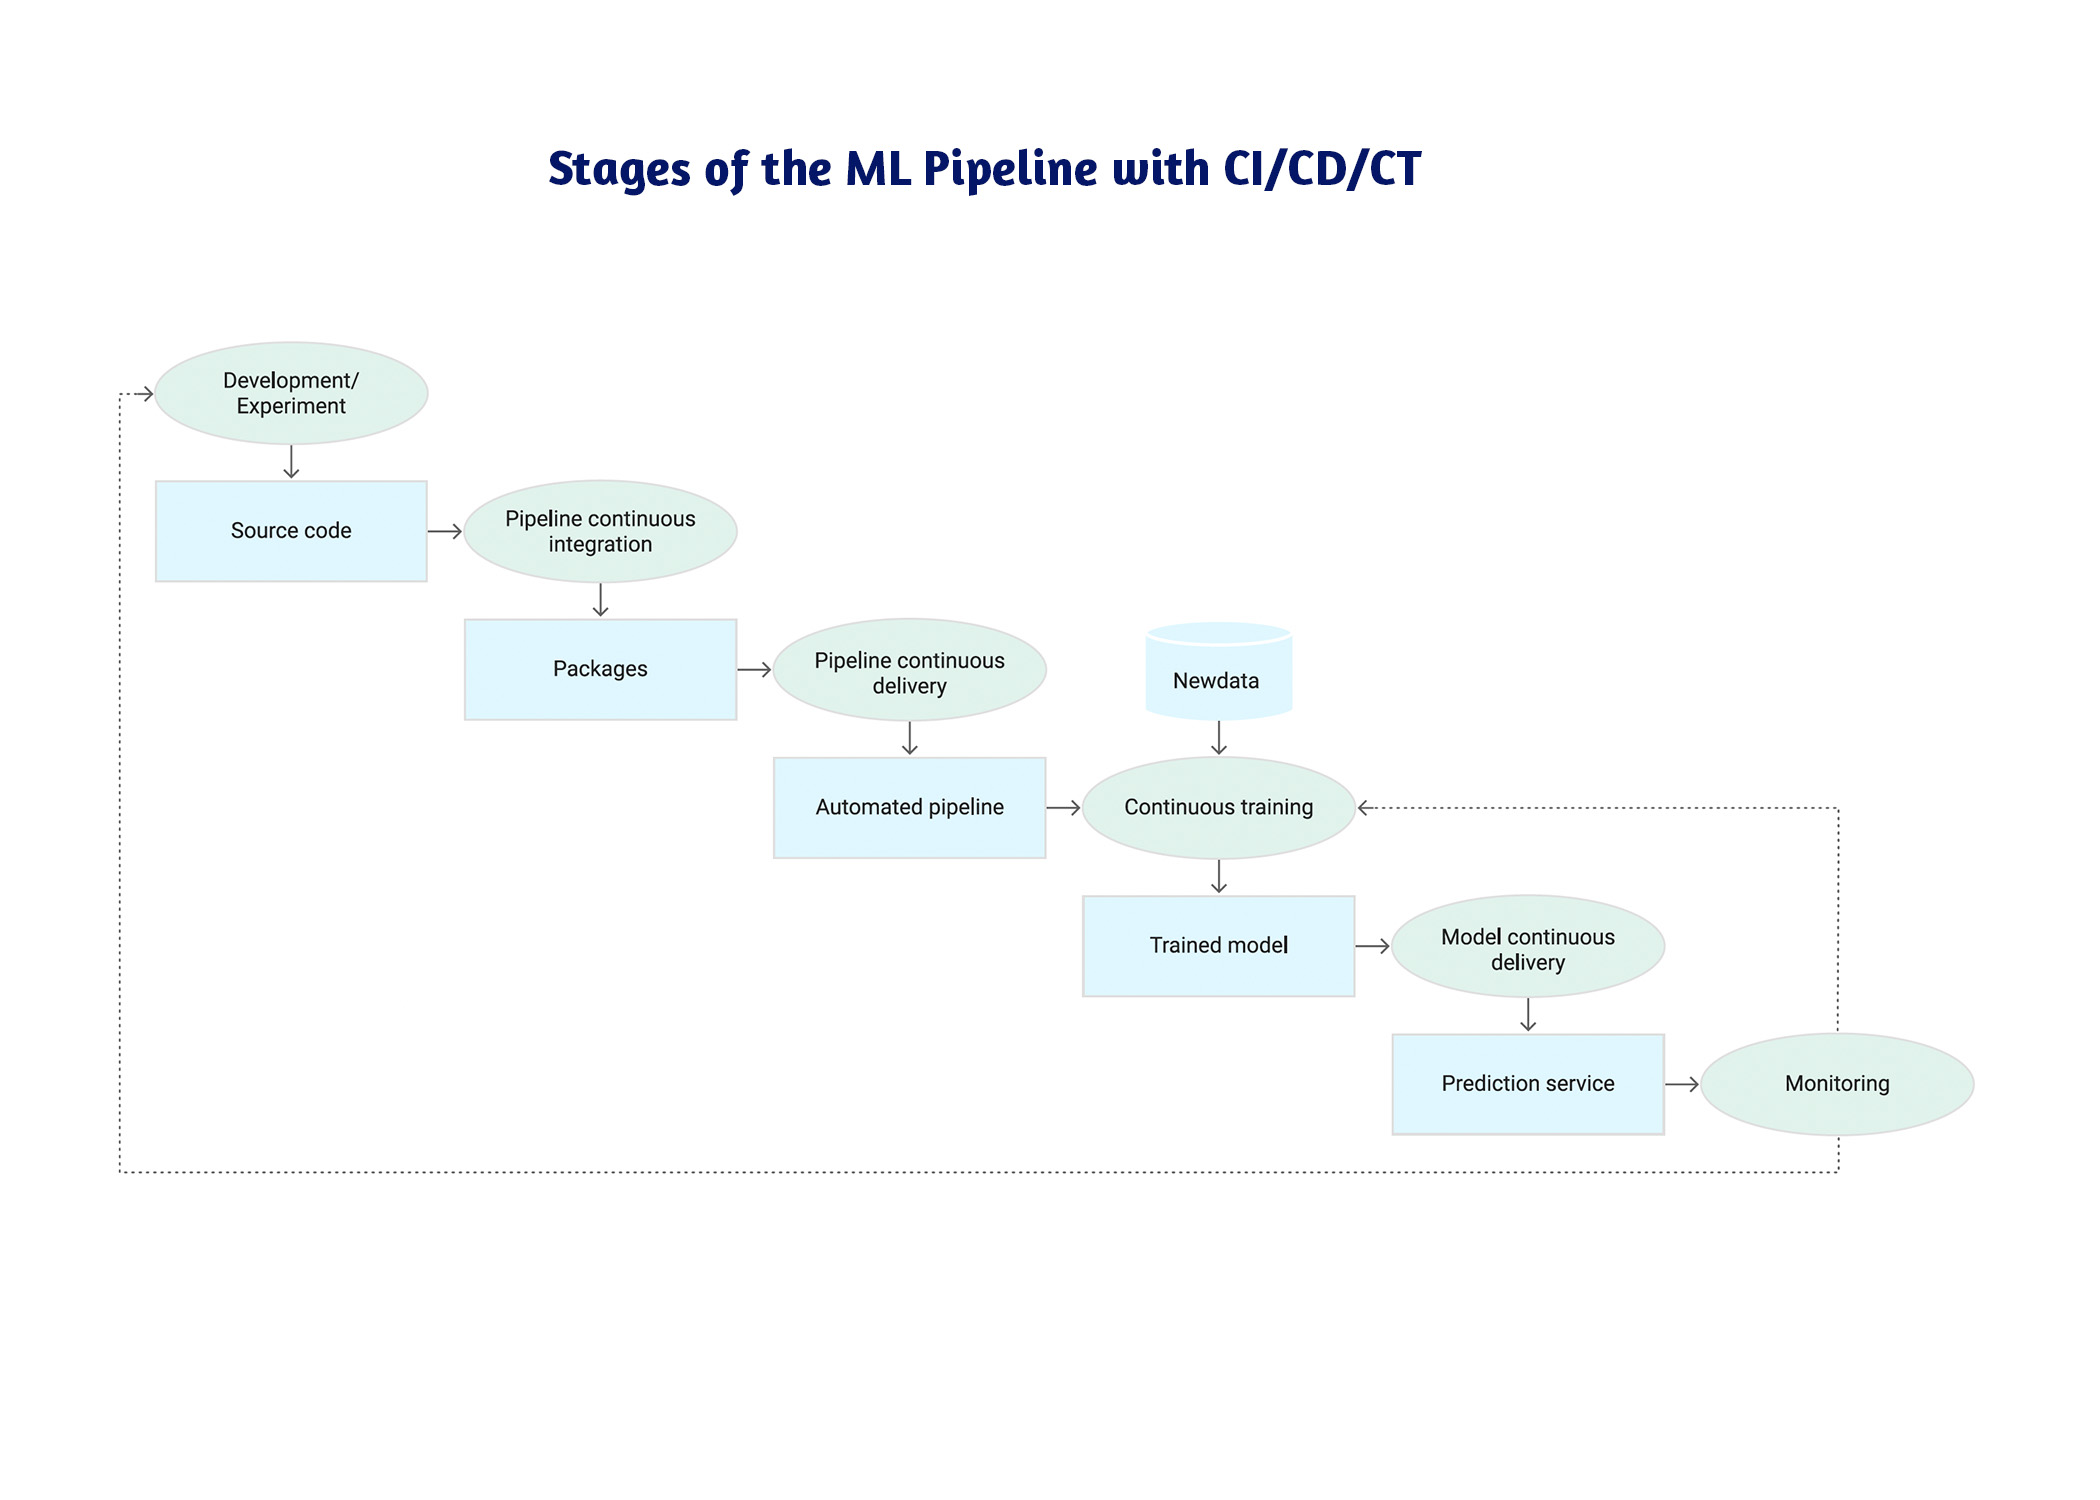 Stages of the ML Pipeline with CI/CD/CT
Development/
Experiment
Source code
Pipeline continuous
integration
Packages
Pipeline continuous
delivery
Newdata
Automated pipeline
Continuous training
Trained model
Model continuous
delivery
Prediction service
Monitoring